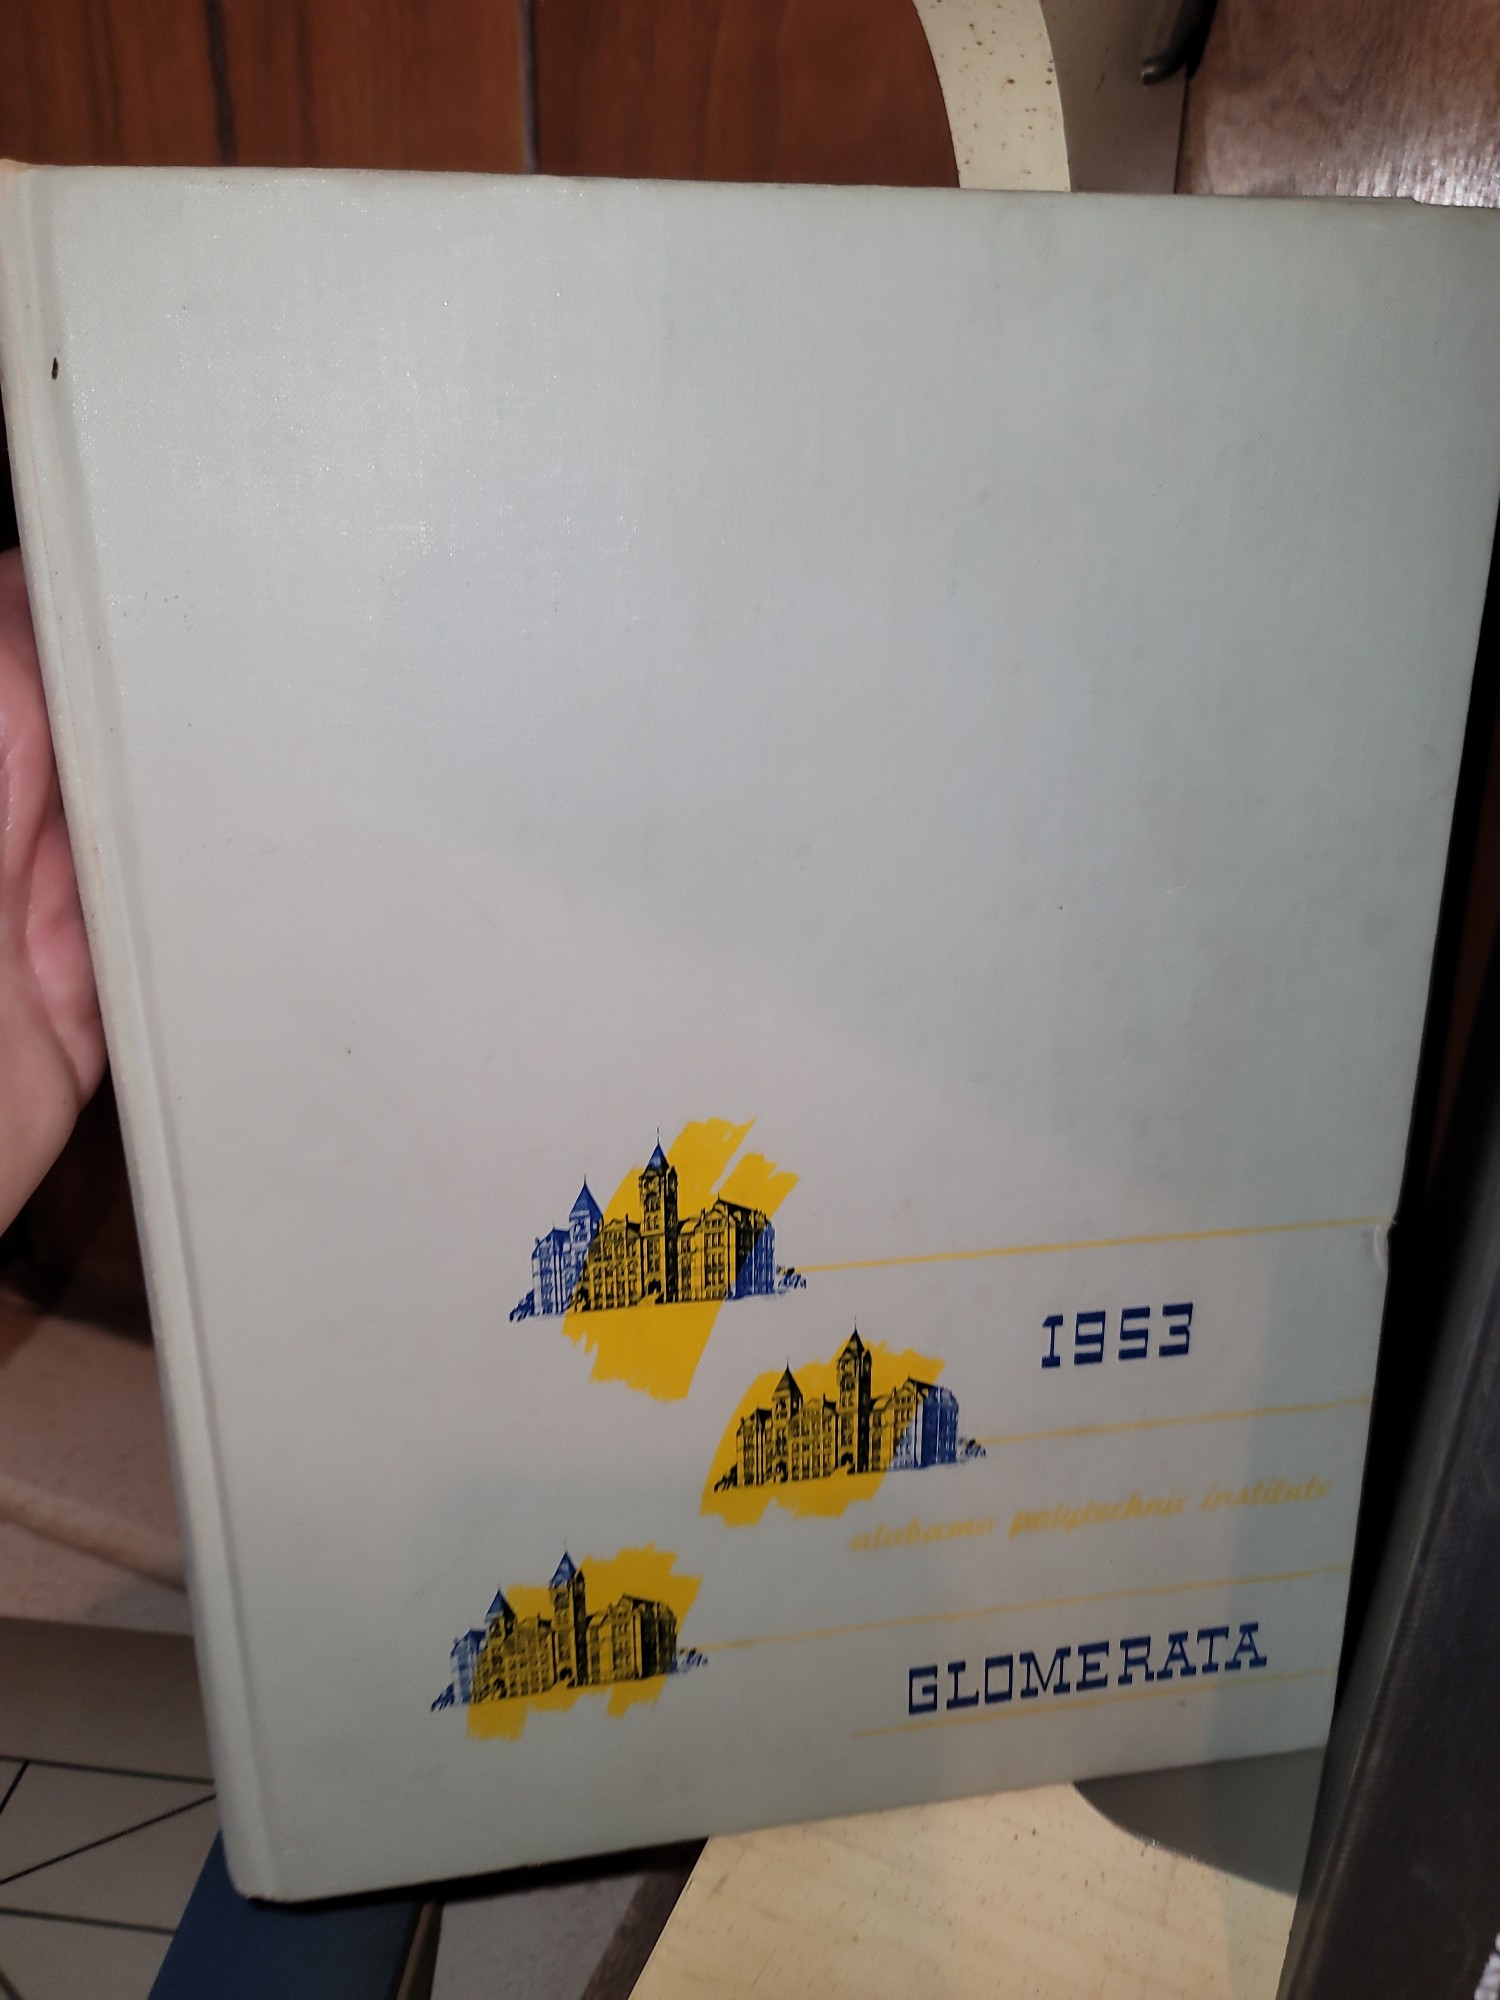 1953
alabama polytechnic institute
GLOMERATA